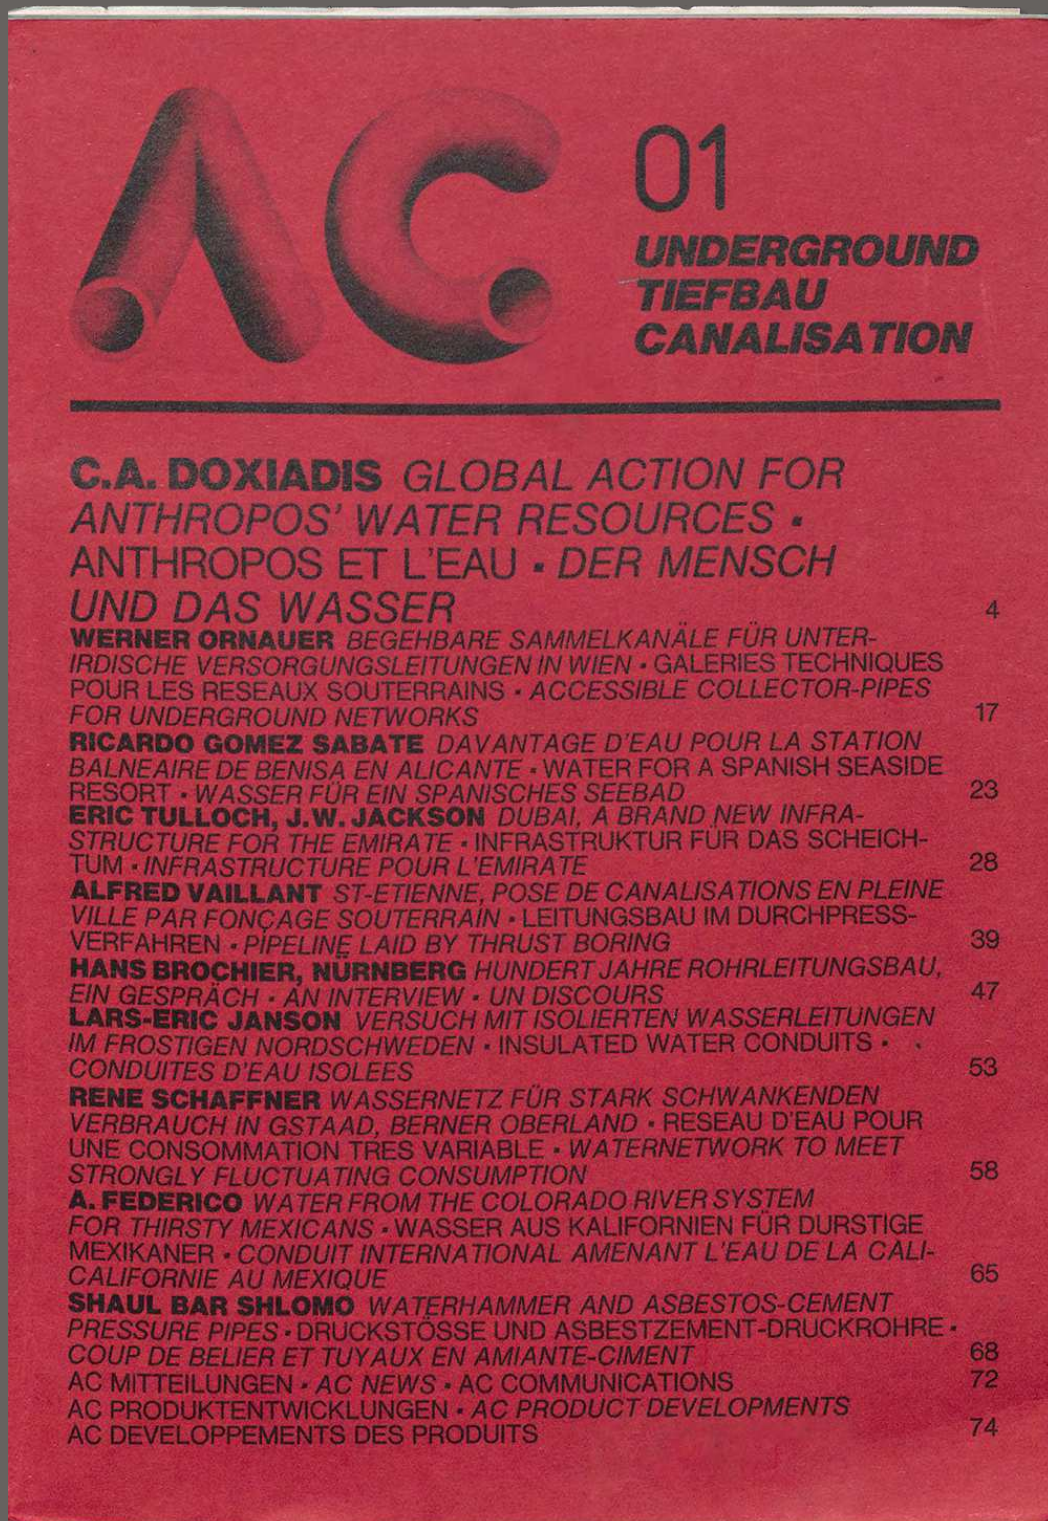 AC
01
UNDERGROUND
TIEFBAU
CANALISATION
C.A. DOXIADIS GLOBAL ACTION FOR
ANTHROPOS' WATER RESOURCES ▪
ANTHROPOS ET L'EAU ▪ DER MENSCH
UND DAS WASSER 4
WERNER ORNAUER BEGEHBARE SAMMELKANÄLE FÜR UNTER-
IRDISCHE VERSORGUNGSLEITUNGEN IN WIEN ▪ GALERIES TECHNIQUES
POUR LES RESEAUX SOUTERRAINS ▪ ACCESSIBLE COLLECTOR-PIPES
FOR UNDERGROUND NETWORKS 17
RICARDO GOMEZ SABATE DAVANTAGE D'EAU POUR LA STATION
BALNEAIRE DE BENISA EN ALICANTE ▪ WATER FOR A SPANISH SEASIDE
RESORT ▪ WASSER FÜR EIN SPANISCHES SEEBAD 23
ERIC TULLOCH, J.W. JACKSON DUBAI, A BRAND NEW INFRA-
STRUCTURE FOR THE EMIRATE ▪ INFRASTRUKTUR FÜR DAS SCHEICH-
TUM ▪ INFRASTRUCTURE POUR L'EMIRATE 28
ALFRED VAILLANT ST-ETIENNE, POSE DE CANALISATIONS EN PLEINE
VILLE PAR FONÇAGE SOUTERRAIN ▪ LEITUNGSBAU IM DURCHPRESS-
VERFAHREN ▪ PIPELINE LAID BY THRUST BORING 39
HANS BROCHIER, NÜRNBERG HUNDERT JAHRE ROHRLEITUNGSBAU,
EIN GESPRÄCH ▪ AN INTERVIEW ▪ UN DISCOURS 47
LARS-ERIC JANSON VERSUCH MIT ISOLIERTEN WASSERLEITUNGEN
IM FROSTIGEN NORDSCHWEDEN ▪ INSULATED WATER CONDUITS ▪
CONDUITES D'EAU ISOLEES 53
RENE SCHAFFNER WASSERNETZ FÜR STARK SCHWANKENDEN
VERBRAUCH IN GSTAAD, BERNER OBERLAND ▪ RESEAU D'EAU POUR
UNE CONSOMMATION TRES VARIABLE ▪ WATERNETWORK TO MEET
STRONGLY FLUCTUATING CONSUMPTION 58
A. FEDERICO WATER FROM THE COLORADO RIVER SYSTEM
FOR THIRSTY MEXICANS ▪ WASSER AUS KALIFORNIEN FÜR DURSTIGE
MEXIKANER ▪ CONDUIT INTERNATIONAL AMENANT L'EAU DE LA CALI-
CALIFORNIE AU MEXIQUE 65
SHAUL BAR SHLOMO WATERHAMMER AND ASBESTOS-CEMENT
PRESSURE PIPES ▪ DRUCKSTÖSSE UND ASBESTZEMENT-DRUCKROHRE ▪
COUP DE BELIER ET TUYAUX EN AMIANTE-CIMENT 68
AC MITTEILUNGEN ▪ AC NEWS ▪ AC COMMUNICATIONS 72
AC PRODUKTENTWICKLUNGEN ▪ AC PRODUCT DEVELOPMENTS
AC DEVELOPPEMENTS DES PRODUITS 74